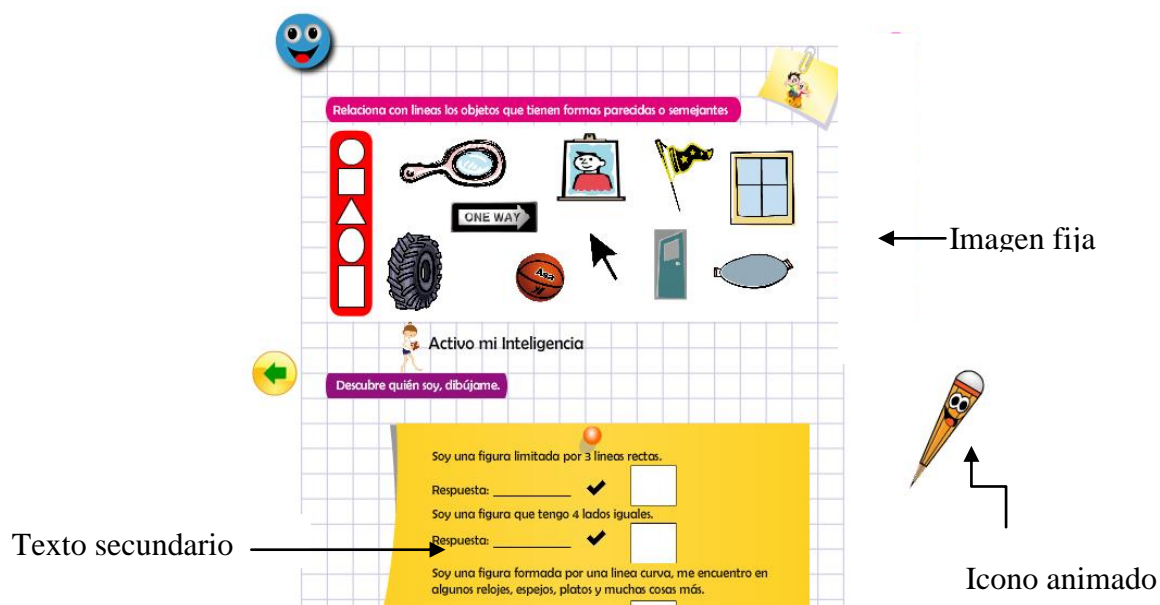 Relaciona con lineas los objetos que tienen formas parecidas o semejantes
ONE WAY
Imagen fija
Activo mi Inteligencia
Descubre quién soy, dibújame.
Soy una figura limitada por 3 lineas rectas.
Respuesta: __________
Soy una figura que tengo 4 lados iguales.
Texto secundario
Respuesta: __________
Soy una figura formada por una linea curva, me encuentro en
algunos relojes, espejos, platos y muchas cosas más.
Icono animado